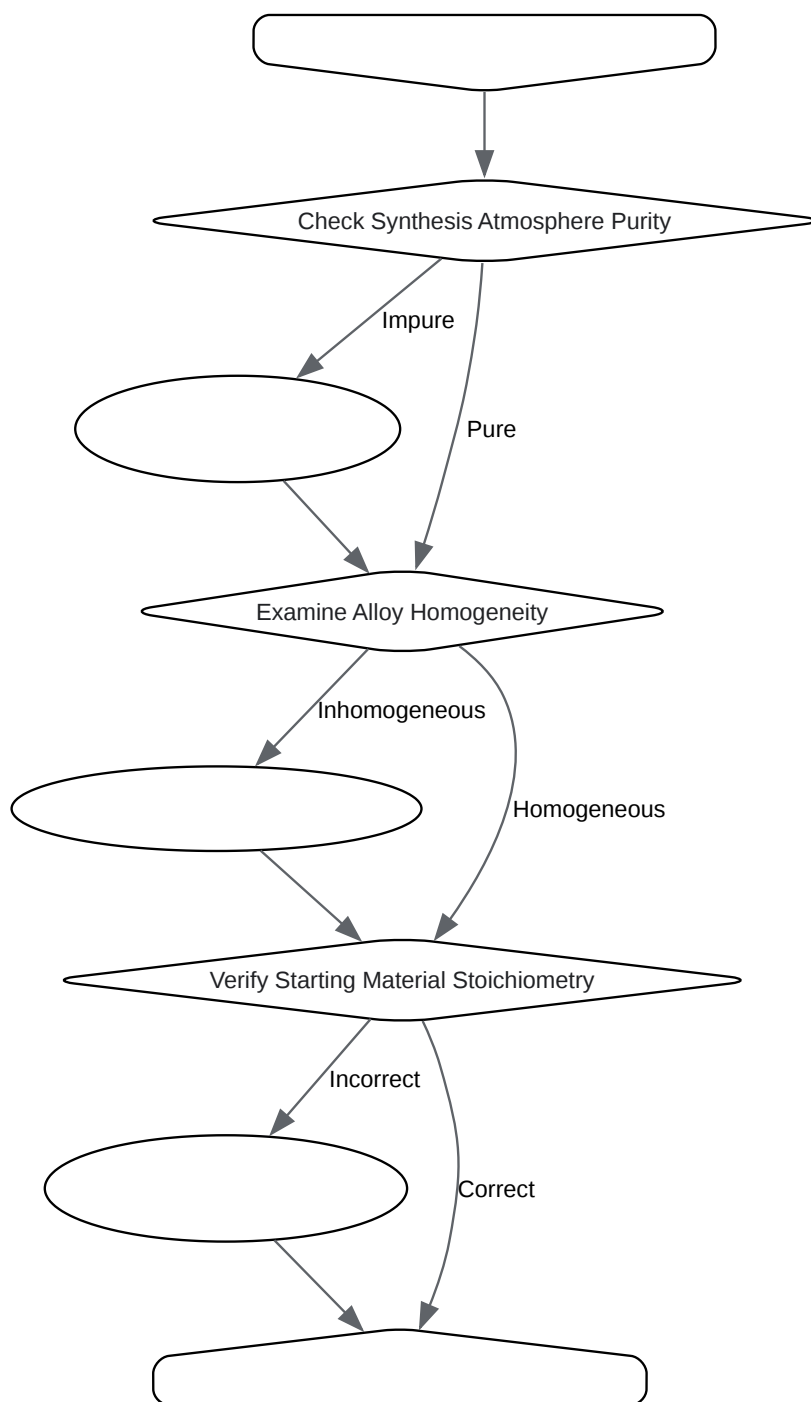 Check Synthesis Atmosphere Purity
Impure
Pure
Examine Alloy Homogeneity
Inhomogeneous
Homogeneous
Verify Starting Material Stoichiometry
Incorrect
Correct